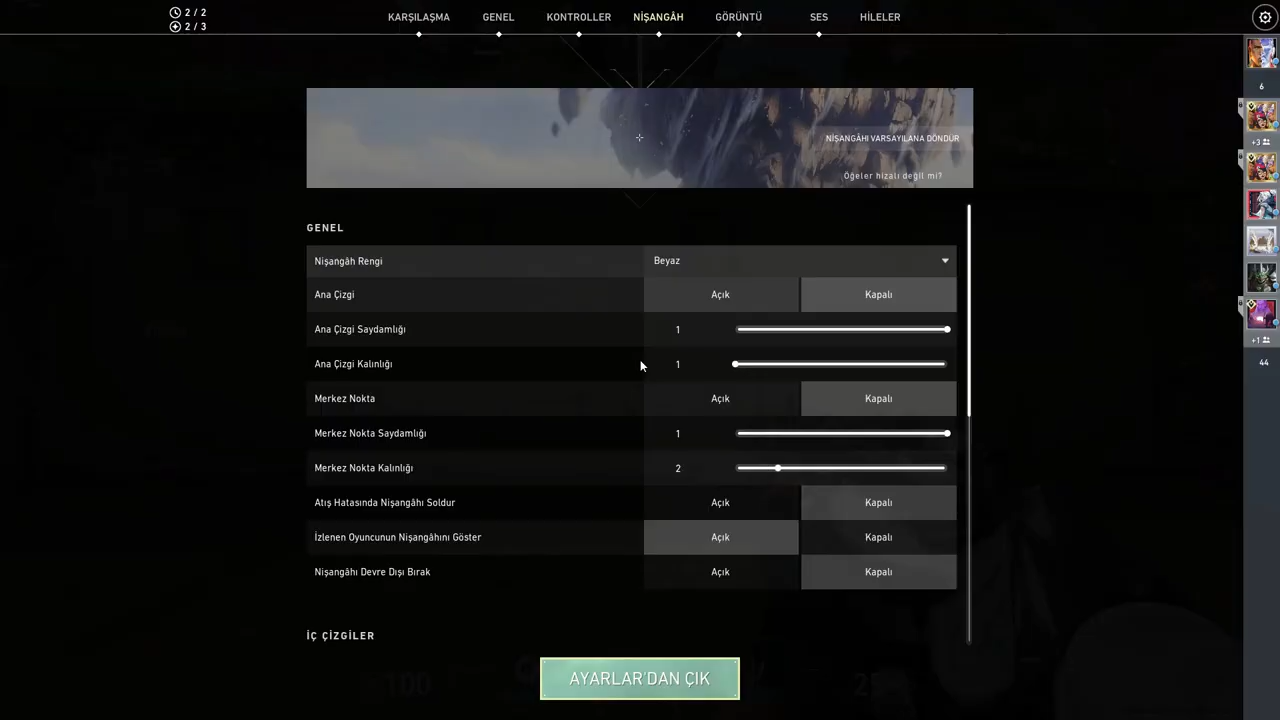 2 / 2
2 / 3
KARŞILAŞMA GENEL KONTROLLER NİŞANGÂH GÖRÜNTÜ SES HİLELER
NİŞANGÂHI VARSAYILANA DÖNDÜR
Öğeler hizalı değil mi?
GENEL
Nişangâh Rengi Beyaz
Ana Çizgi Açık Kapalı
Ana Çizgi Saydamlığı 1
Ana Çizgi Kalınlığı 1
Merkez Nokta Açık Kapalı
Merkez Nokta Saydamlığı 1
Merkez Nokta Kalınlığı 2
Atış Hatasında Nişangâhı Soldur Açık Kapalı
İzlenen Oyuncunun Nişangâhını Göster Açık Kapalı
Nişangâhı Devre Dışı Bırak Açık Kapalı
İÇ ÇİZGİLER
AYARLAR'DAN ÇIK
100
6
+3
+1
44